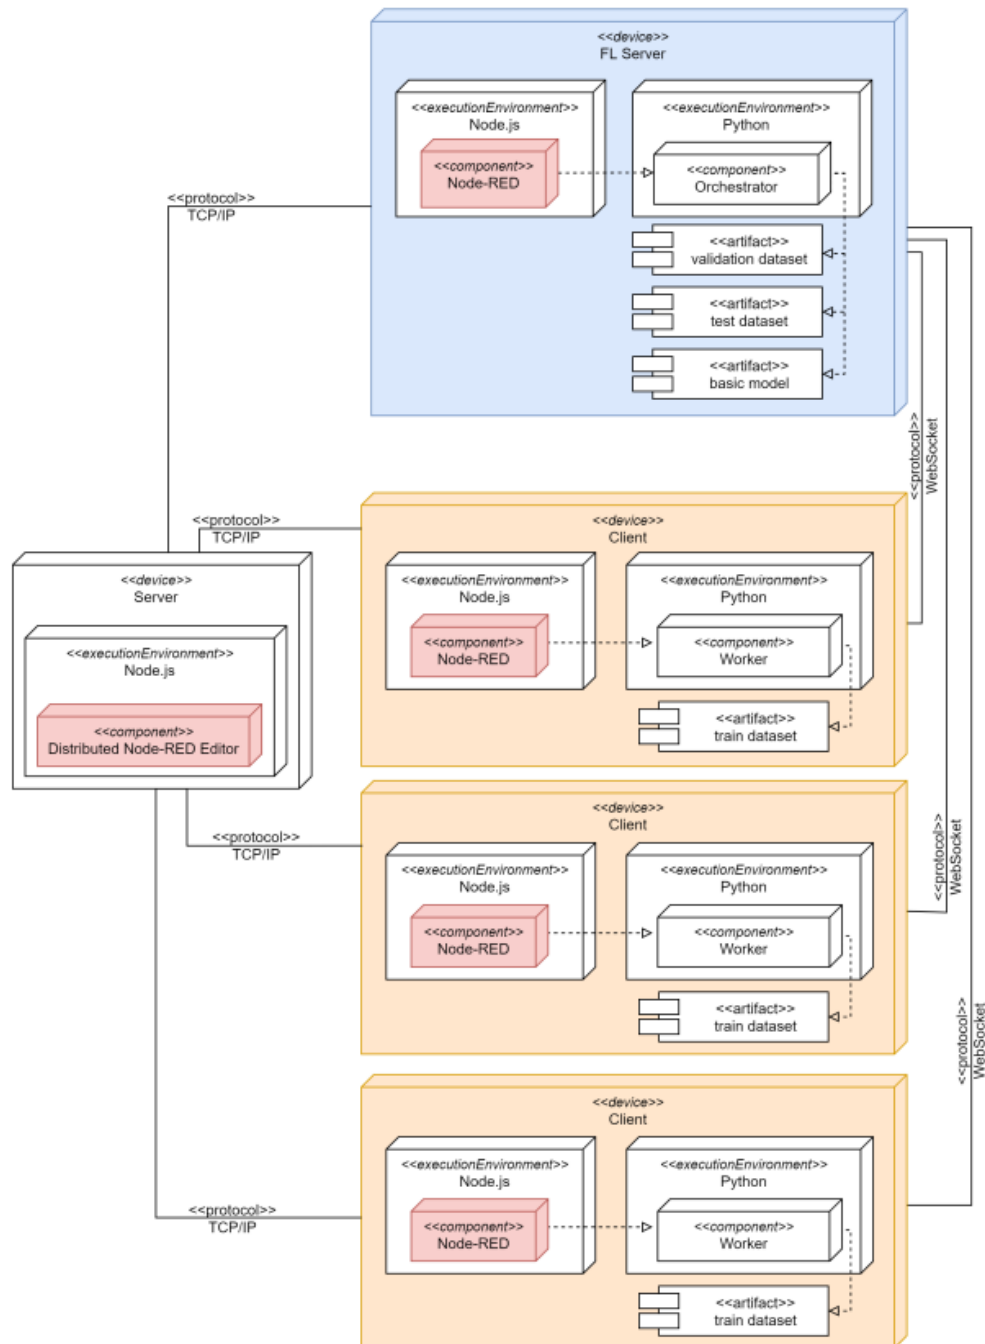 <<device>>
FL Server
<<executionEnvironment>>
Node.js
<<component>>
Node-RED
<<executionEnvironment>>
Python
<<component>>
Orchestrator
<<artifact>>
validation dataset
<<artifact>>
test dataset
<<artifact>>
basic model
<<protocol>>
TCP/IP
<<protocol>>
WebSocket
<<protocol>>
TCP/IP
<<device>>
Client
<<executionEnvironment>>
Node.js
<<component>>
Node-RED
<<executionEnvironment>>
Python
<<component>>
Worker
<<artifact>>
train dataset
<<device>>
Server
<<executionEnvironment>>
Node.js
<<component>>
Distributed Node-RED Editor
<<protocol>>
TCP/IP
<<device>>
Client
<<executionEnvironment>>
Node.js
<<component>>
Node-RED
<<executionEnvironment>>
Python
<<component>>
Worker
<<artifact>>
train dataset
<<protocol>>
WebSocket
<<protocol>>
WebSocket
<<protocol>>
TCP/IP
<<device>>
Client
<<executionEnvironment>>
Node.js
<<component>>
Node-RED
<<executionEnvironment>>
Python
<<component>>
Worker
<<artifact>>
train dataset